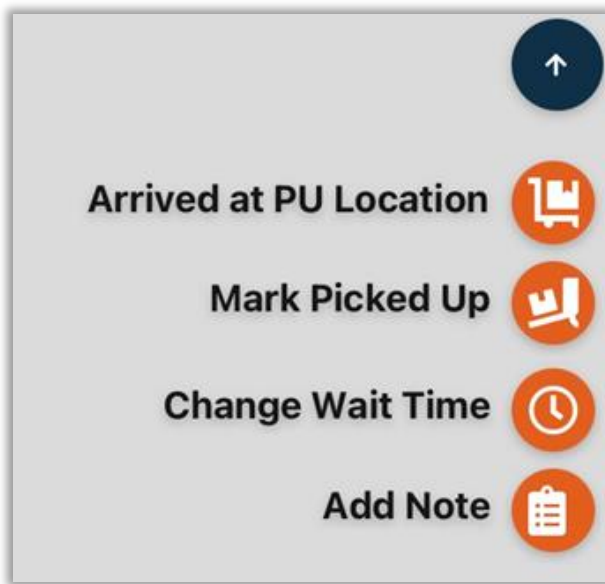 Arrived at PU Location
Mark Picked Up
Change Wait Time
Add Note